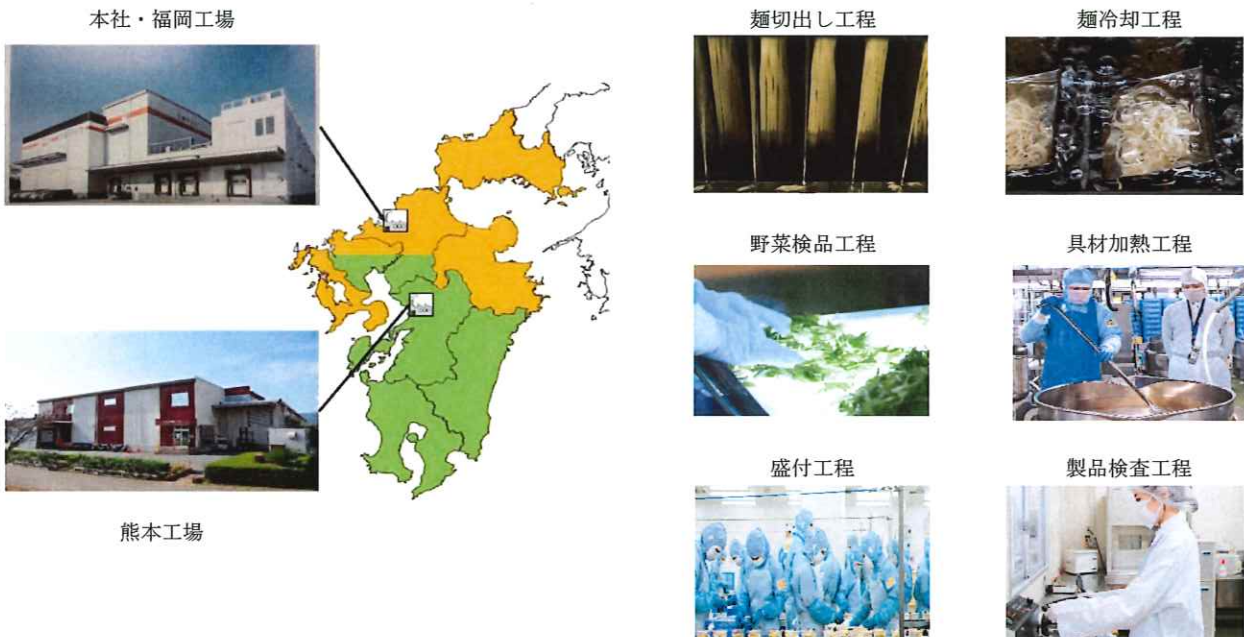 本社・福岡工場
熊本工場
麺切出し工程
麺冷却工程
野菜検品工程
具材加熱工程
盛付工程
製品検査工程